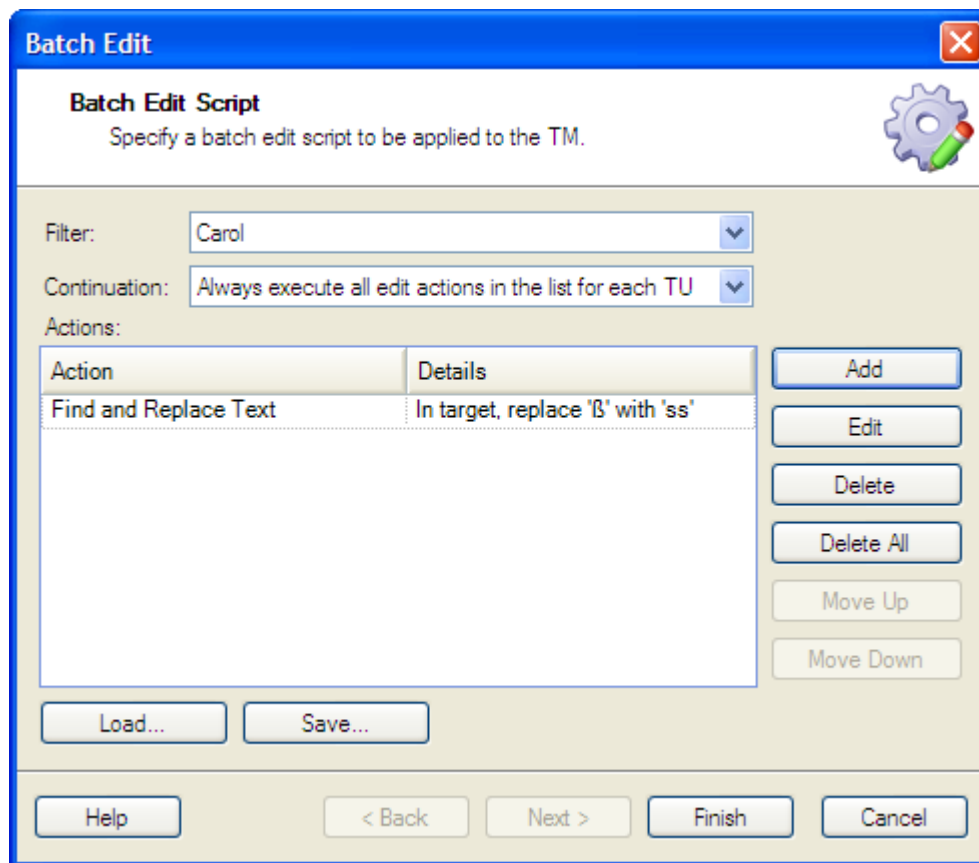 Batch Edit
Batch Edit Script
Specify a batch edit script to be applied to the TM.
Filter: Carol
Continuation: Always execute all edit actions in the list for each TU
Actions:
Action Details
Find and Replace Text In target, replace 'ß' with 'ss'
Add
Edit
Delete
Delete All
Move Up
Move Down
Load... Save...
Help < Back Next > Finish Cancel